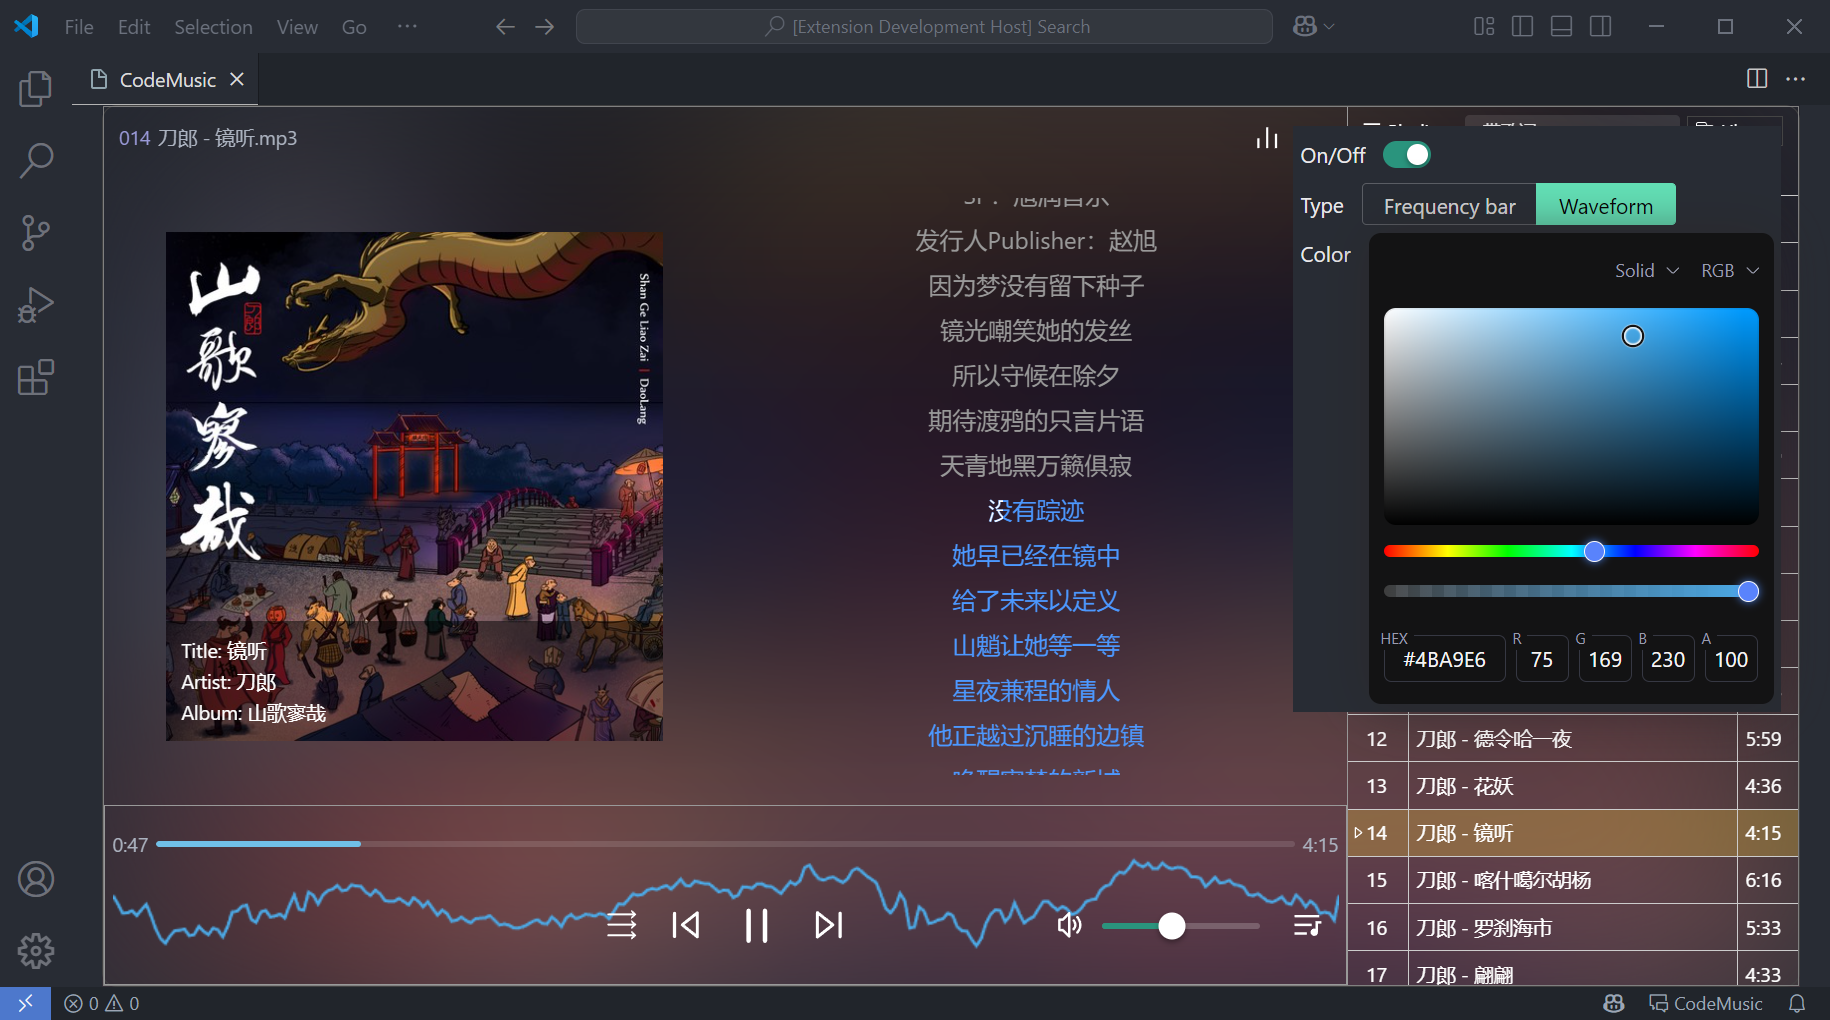 File Edit Selection View Go ···
[Extension Development Host] Search
CodeMusic
014 刀郎 - 镜听.mp3
山歌寥哉
Shan Ge Liao Zai | DaoLang
Title: 镜听
Artist: 刀郎
Album: 山歌寥哉
发行人Publisher：赵旭
因为梦没有留下种子
镜光嘲笑她的发丝
所以守候在除夕
期待渡鸦的只言片语
天青地黑万籁俱寂
没有踪迹
她早已经在镜中
给了未来以定义
山魈让她等一等
星夜兼程的情人
他正越过沉睡的边镇
On/Off
Type Frequency bar Waveform
Color
Solid RGB
HEX R G B A
#4BA9E6 75 169 230 100
12 刀郎 - 德令哈一夜 5:59
13 刀郎 - 花妖 4:36
14 刀郎 - 镜听 4:15
15 刀郎 - 喀什噶尔胡杨 6:16
16 刀郎 - 罗刹海市 5:33
17 刀郎 - 翩翩 4:33
0:47 4:15
0 0
CodeMusic